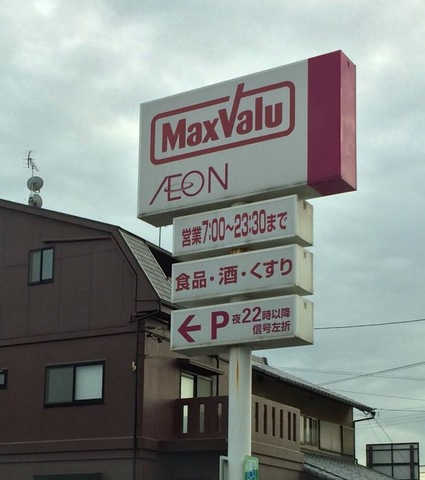 MaxValu
ÆON
営業7:00～23:30まで
食品・酒・くすり
← P 夜22時以降
信号左折